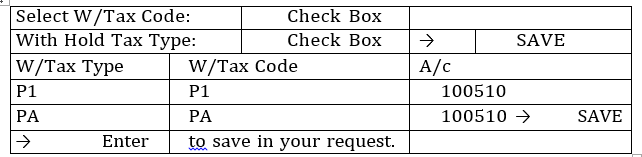 Select W/Tax Code: Check Box
With Hold Tax Type: Check Box → SAVE
W/Tax Type W/Tax Code A/c
P1 P1 100510
PA PA 100510 → SAVE
→ Enter to save in your request.